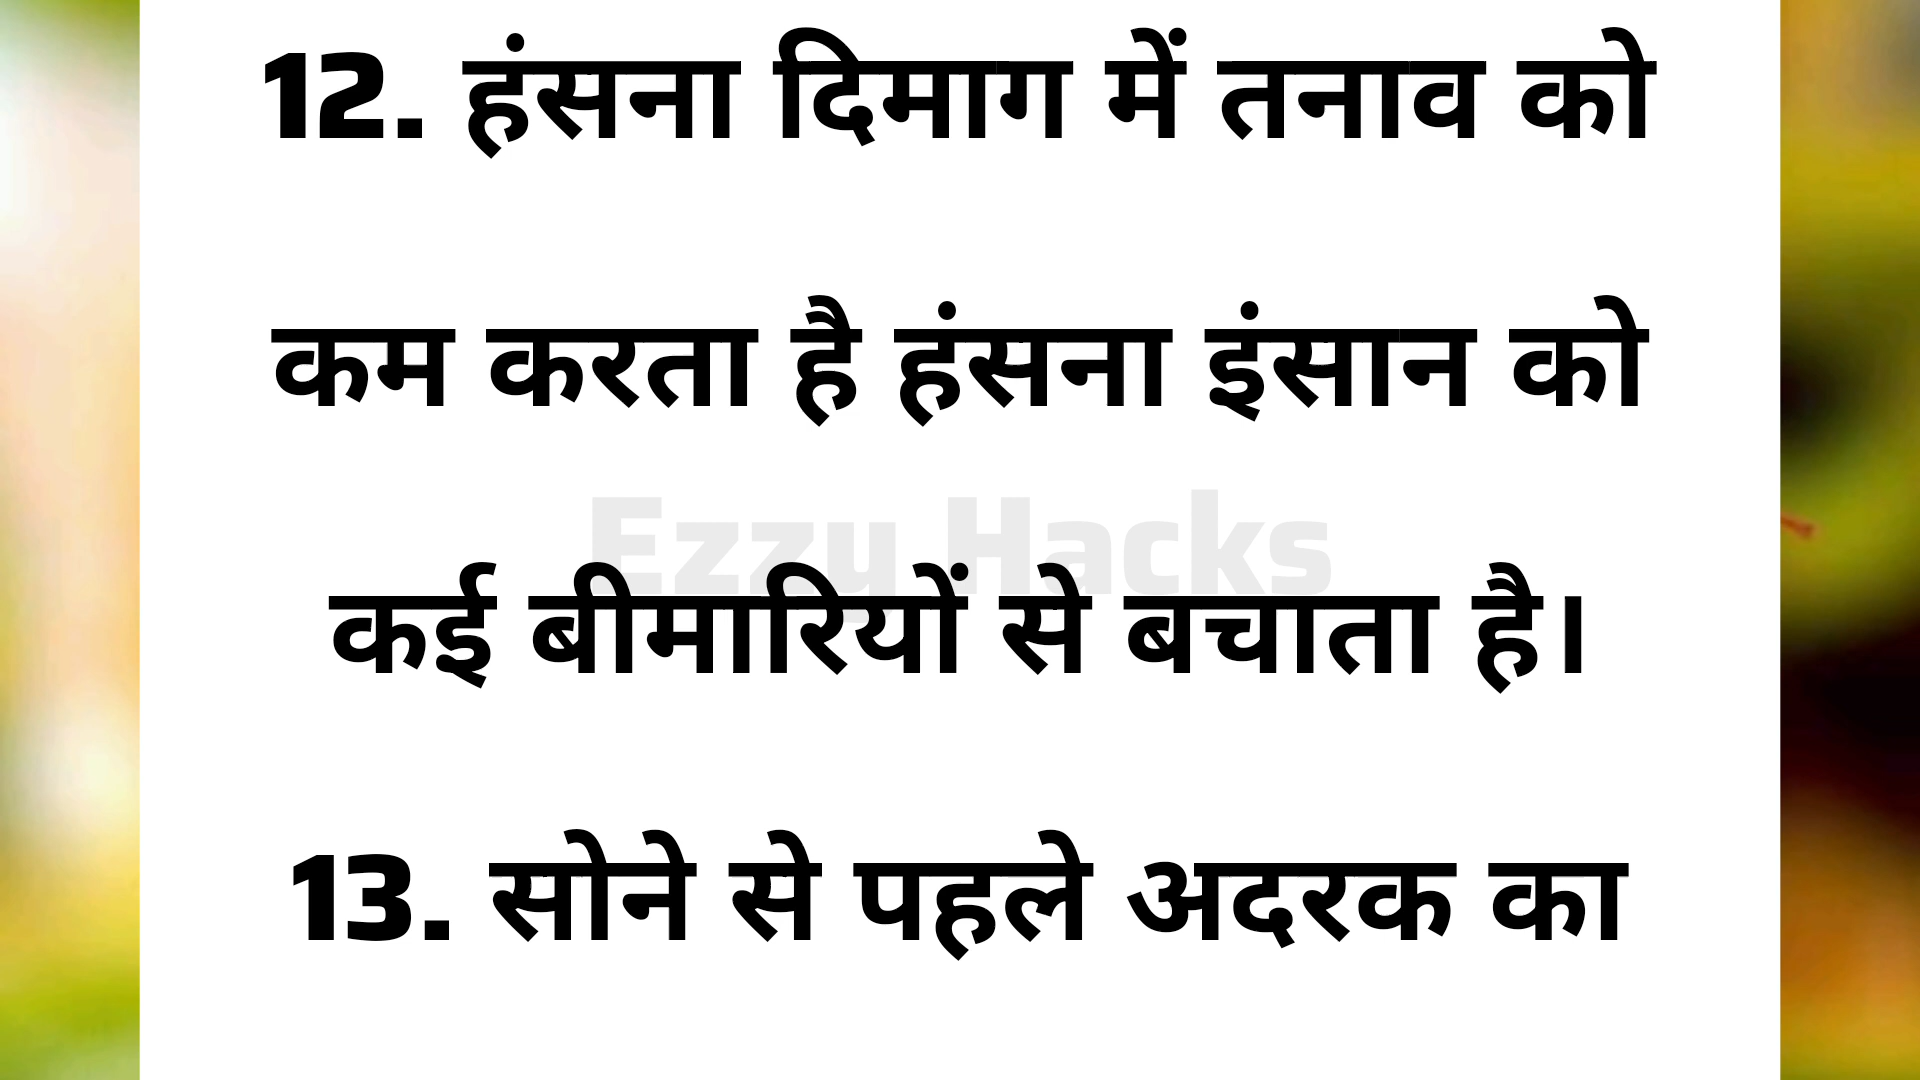 12. हंसना दिमाग में तनाव को
कम करता है हंसना इंसान को
Ezzy Hacks
कई बीमारियों से बचाता है।
13. सोने से पहले अदरक का